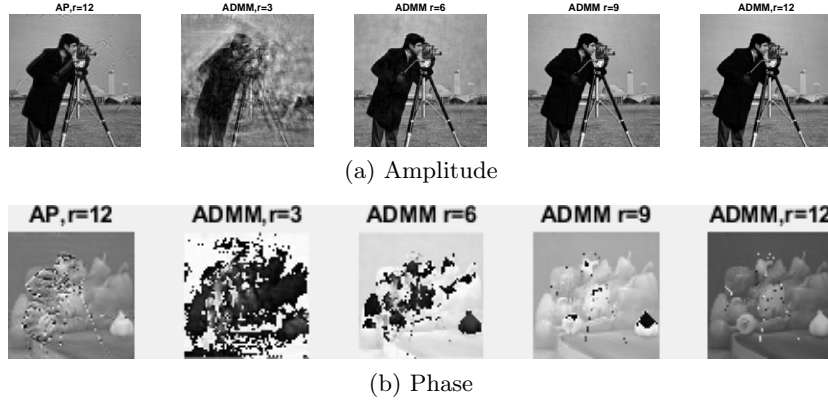 AP,r=12 ADMM,r=3 ADMM r=6 ADMM r=9 ADMM,r=12
(a) Amplitude
AP,r=12 ADMM,r=3 ADMM r=6 ADMM r=9 ADMM,r=12
(b) Phase